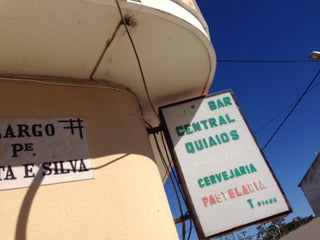 LARGO
PE
TA E SILVA
BAR
CENTRAL
QUIAIOS
CERVEJARIA
PASTELARIA
T